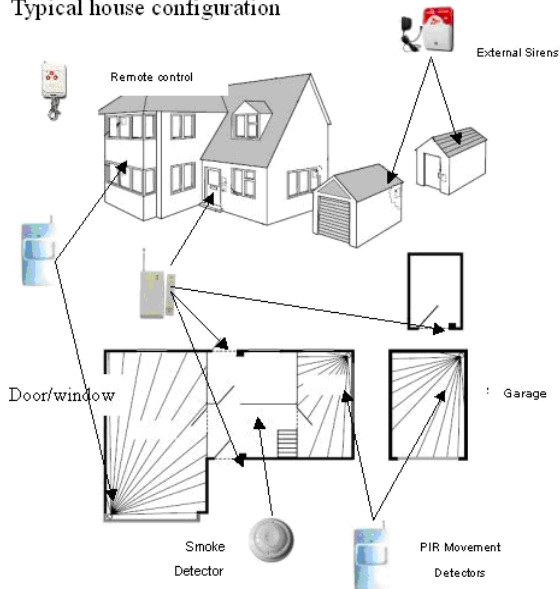 Typical house configuration
External Sirens
Remote control
Door/window
: Garage
Smoke
Detector
PIR Movement
Detectors